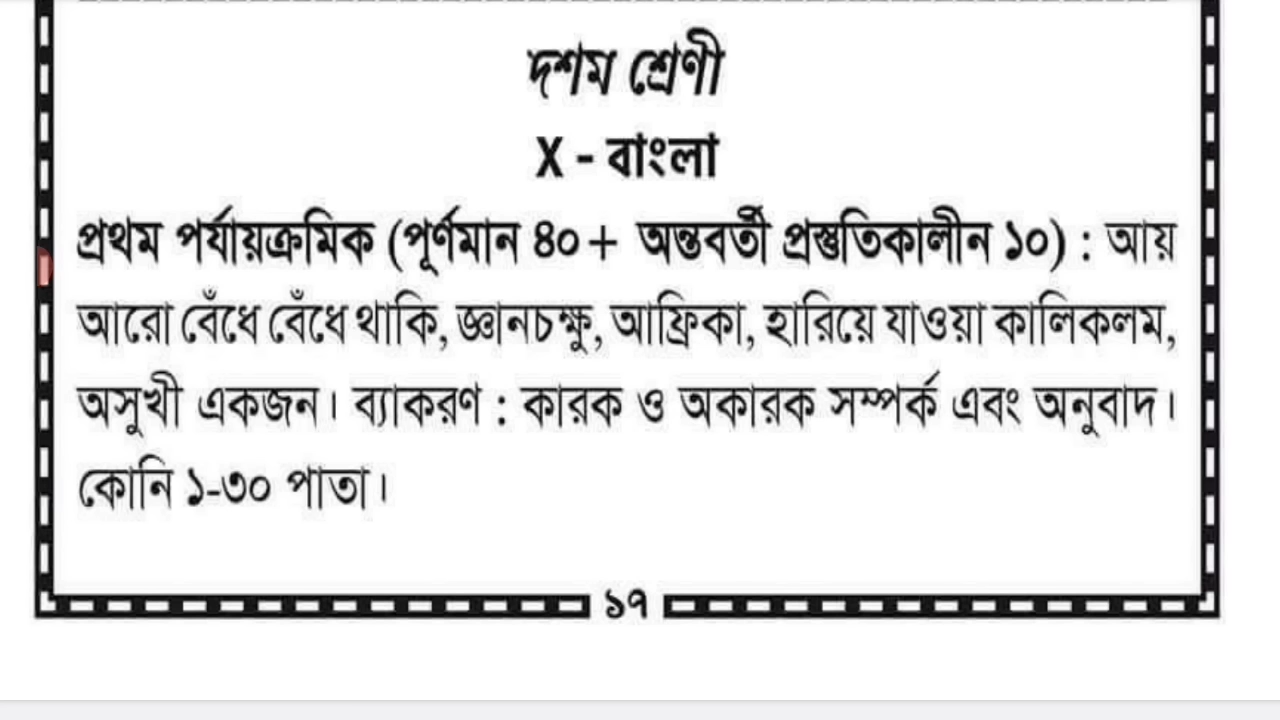 দশম শ্রেণী
X - বাংলা
প্রথম পর্যায়ক্রমিক (পূর্ণমান ৪০+ অন্তবর্তী প্রস্তুতিকালীন ১০) : আয়
আরো বেঁধে বেঁধে থাকি, জ্ঞানচক্ষু, আফ্রিকা, হারিয়ে যাওয়া কালিকলম,
অসুখী একজন। ব্যাকরণ : কারক ও অকারক সম্পর্ক এবং অনুবাদ।
কোনি ১-৩০ পাতা।
১৭